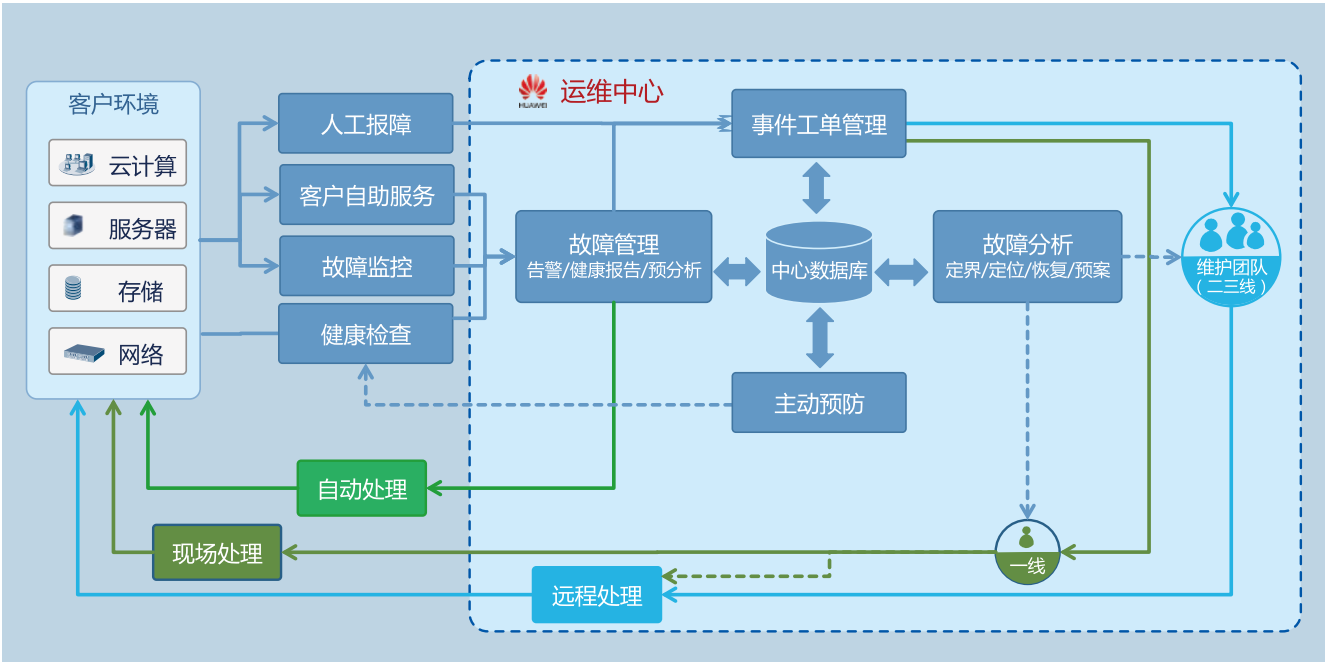 客户环境
云计算
服务器
存储
网络
人工报障
客户自助服务
故障监控
健康检查
HUAWEI
运维中心
事件工单管理
故障管理
告警/健康报告/预分析
中心数据库
故障分析
定界/定位/恢复/预案
维护团队
（二三线）
主动预防
自动处理
现场处理
一线
远程处理